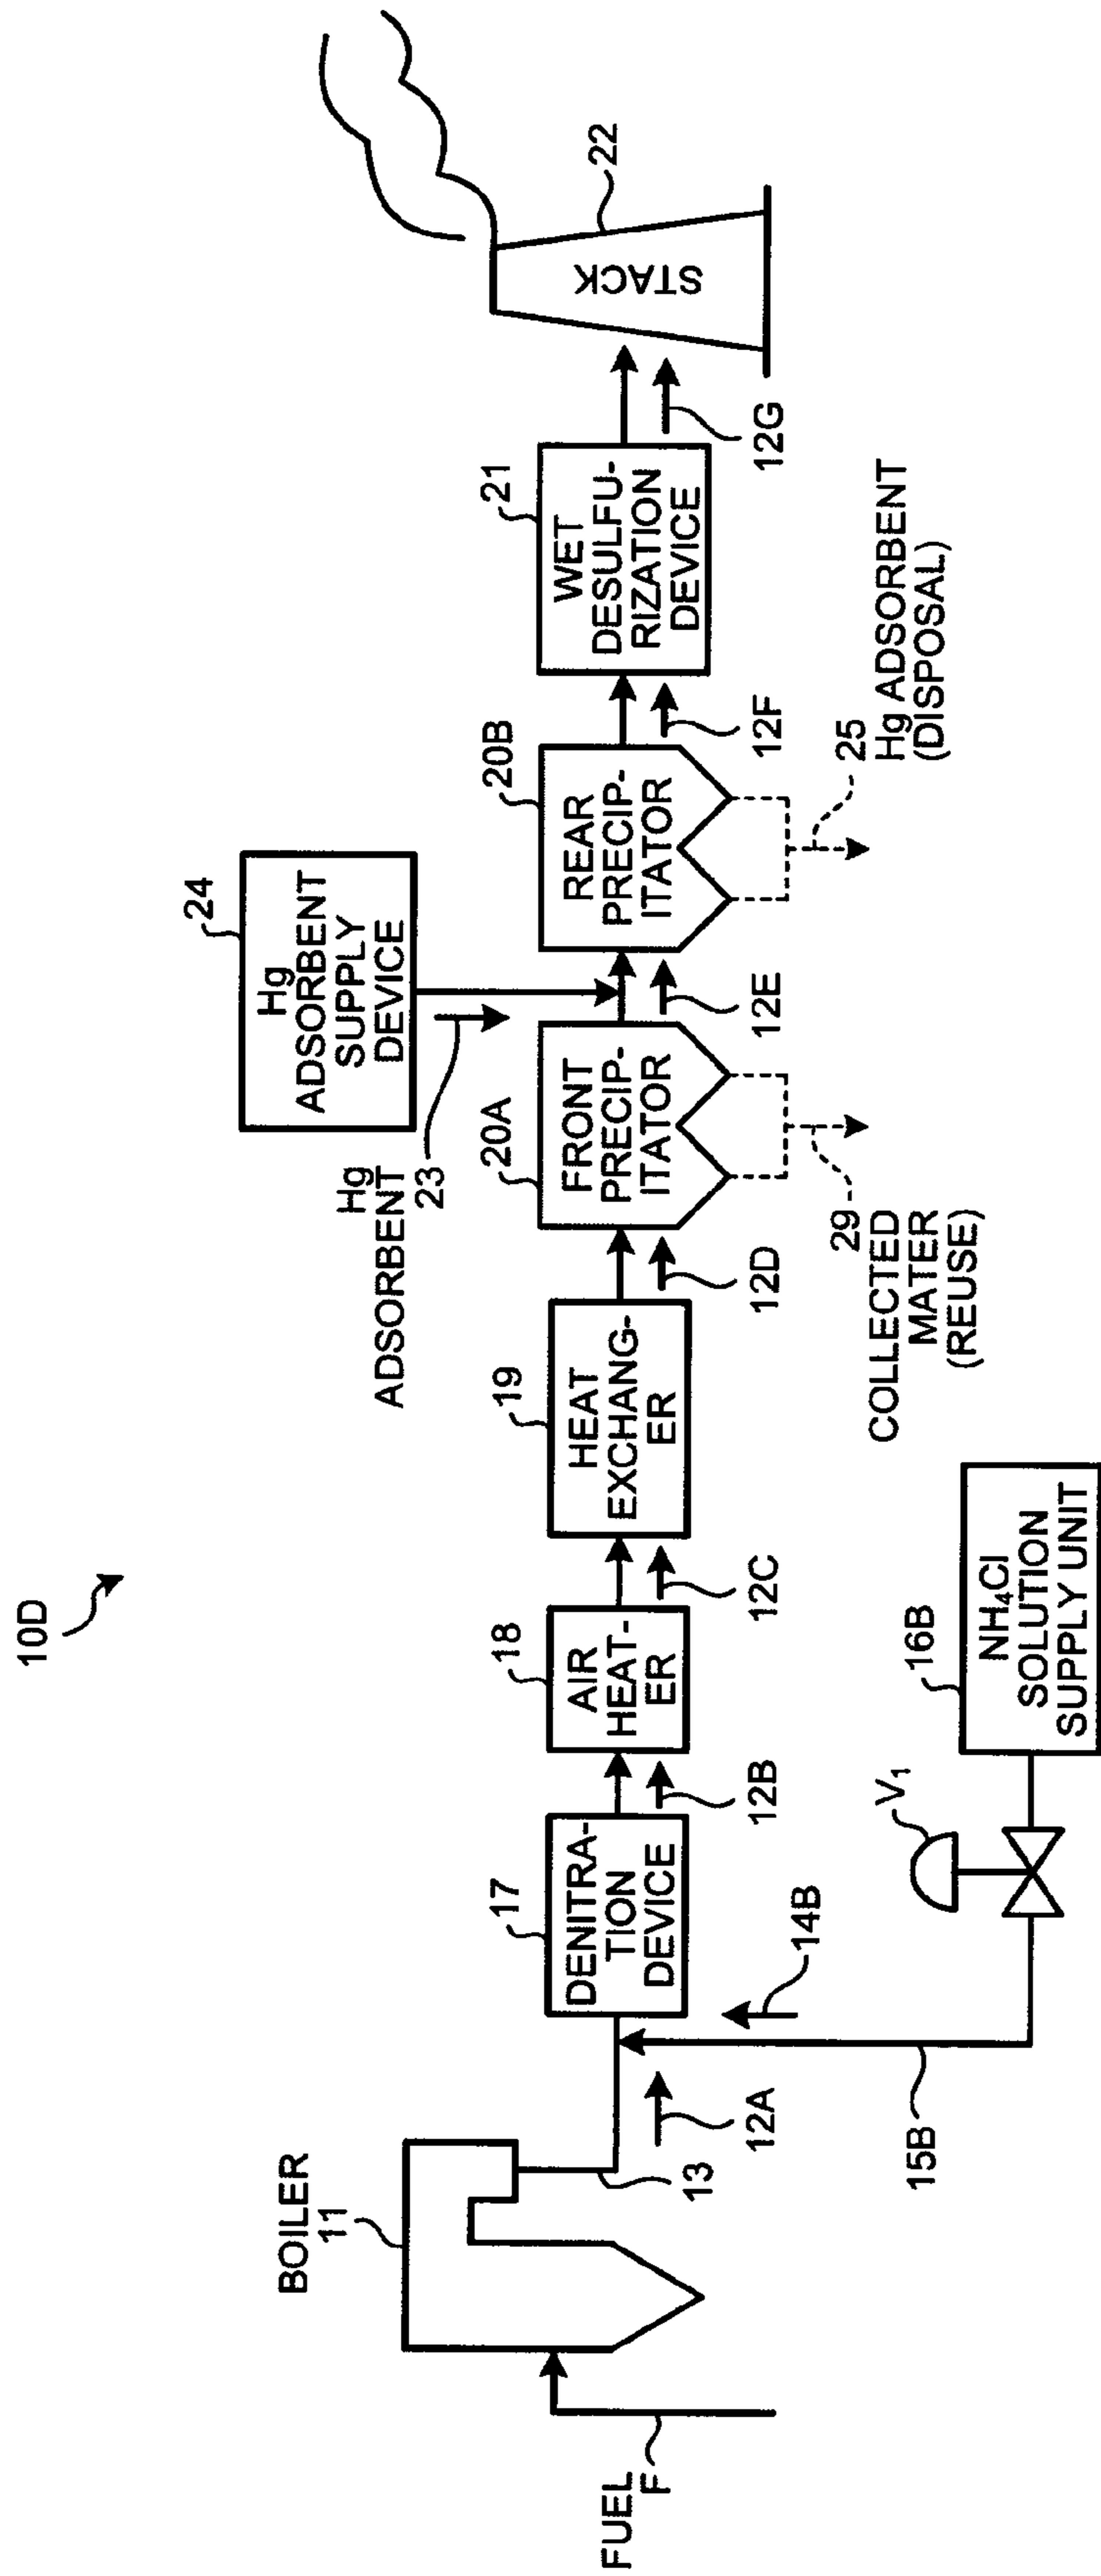 10D
BOILER
11
FUEL
F
13
12A
15B
14B
V1
16B
NH4Cl
SOLUTION
SUPPLY UNIT
17
DENITRA-
TION
DEVICE
12B
18
AIR
HEAT-
ER
12C
19
HEAT
EXCHANG-
ER
12D
20A
FRONT
PRECIP-
ITATOR
29
COLLECTED
MATER
(REUSE)
Hg
ADSORBENT
23
24
Hg
ADSORBENT
SUPPLY
DEVICE
12E
20B
REAR
PRECIP-
ITATOR
25
Hg ADSORBENT
(DISPOSAL)
12F
21
WET
DESULFU-
RIZATION
DEVICE
12G
22
STACK